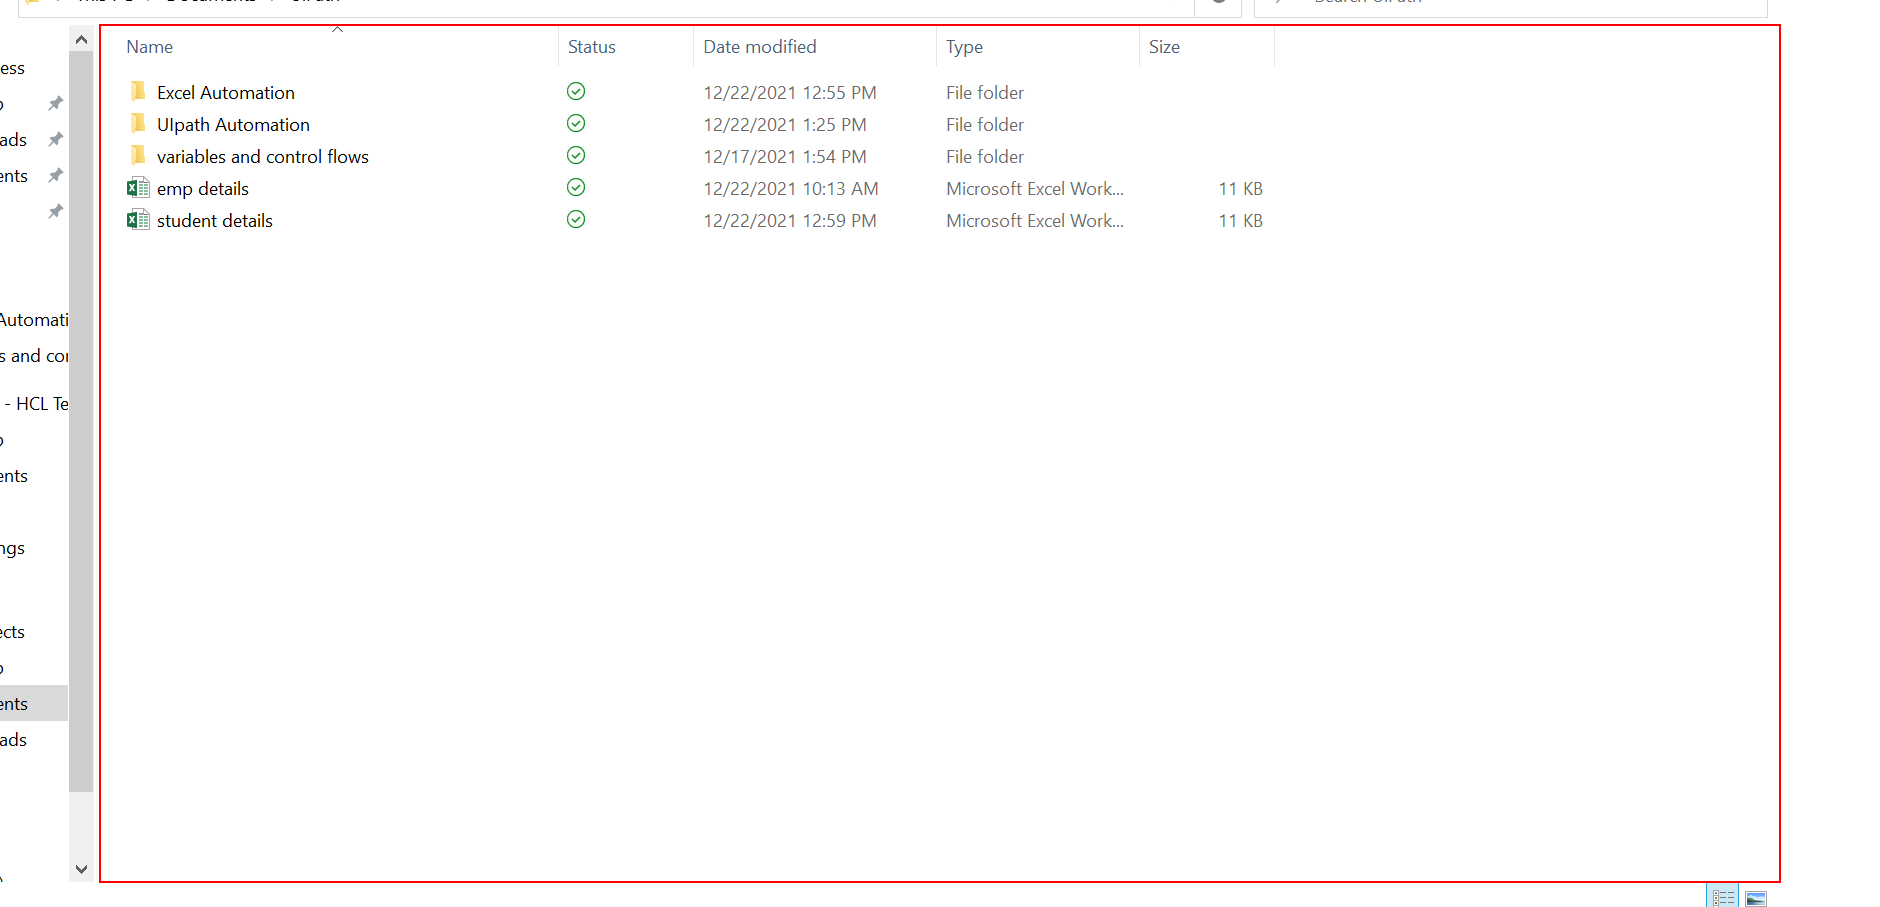 Name Status Date modified Type Size
Excel Automation 12/22/2021 12:55 PM File folder
UIpath Automation 12/22/2021 1:25 PM File folder
variables and control flows 12/17/2021 1:54 PM File folder
emp details 12/22/2021 10:13 AM Microsoft Excel Work... 11 KB
student details 12/22/2021 12:59 PM Microsoft Excel Work... 11 KB
ess
ads
ents
Automati
s and cor
- HCL Te
ents
ngs
ects
ents
ads